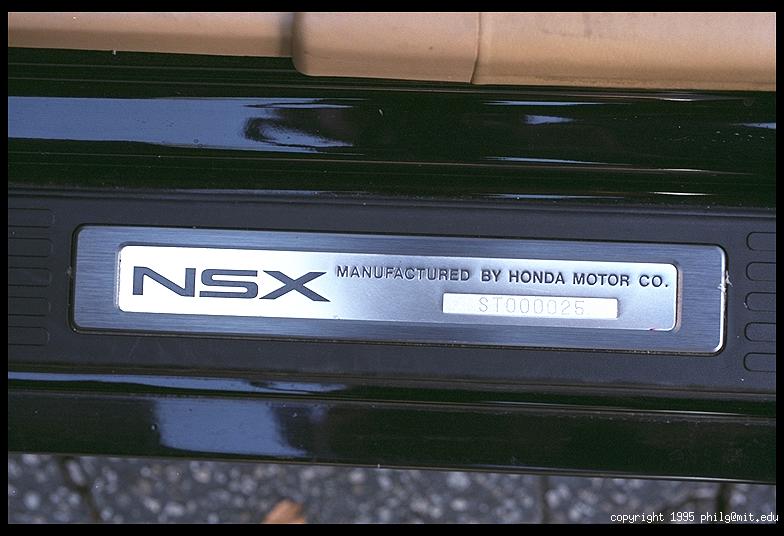 NSX MANUFACTURED BY HONDA MOTOR CO.
ST000025
copyright 1995 philg@mit.edu